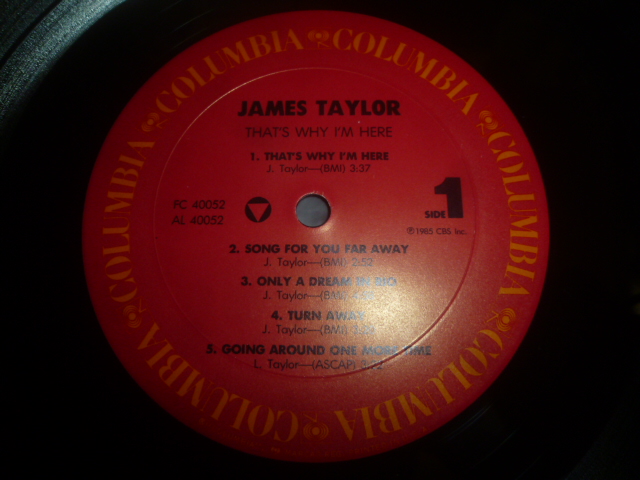 COLUMBIA COLUMBIA COLUMBIA COLUMBIA COLUMBIA COLUMBIA
JAMES TAYLOR
THAT'S WHY I'M HERE
1. THAT'S WHY I'M HERE
J. Taylor—(BMI) 3:37
FC 40052
AL 40052
SIDE 1
℗ 1985 CBS Inc.
2. SONG FOR YOU FAR AWAY
J. Taylor—(BMI) 2:52
3. ONLY A DREAM IN RIO
J. Taylor—(BMI)
4. TURN AWAY
J. Taylor—(BMI)
5. GOING AROUND ONE MORE TIME
L. Taylor—(ASCAP)